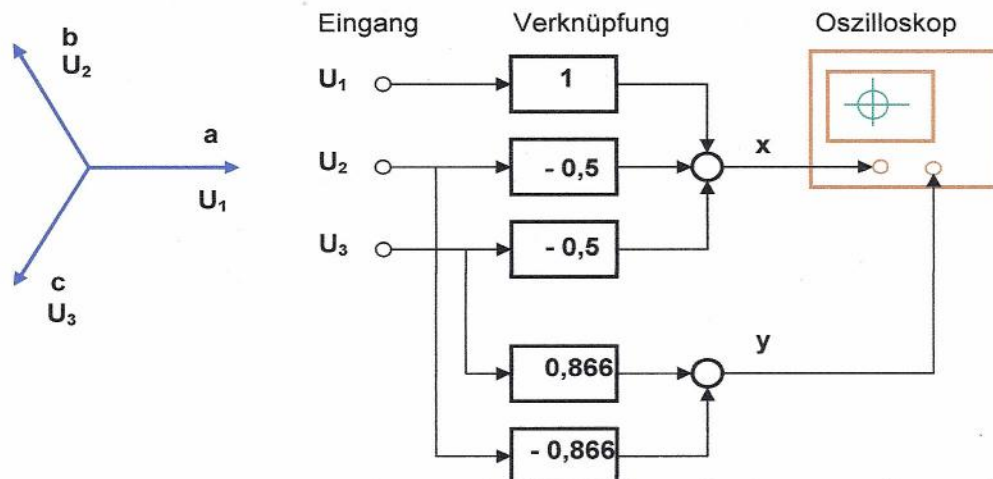 Eingang Verknüpfung Oszilloskop
b
U₂
a
U₁
c
U₃
U₁ 1
U₂ - 0,5 x
U₃ - 0,5
0,866 y
- 0,866